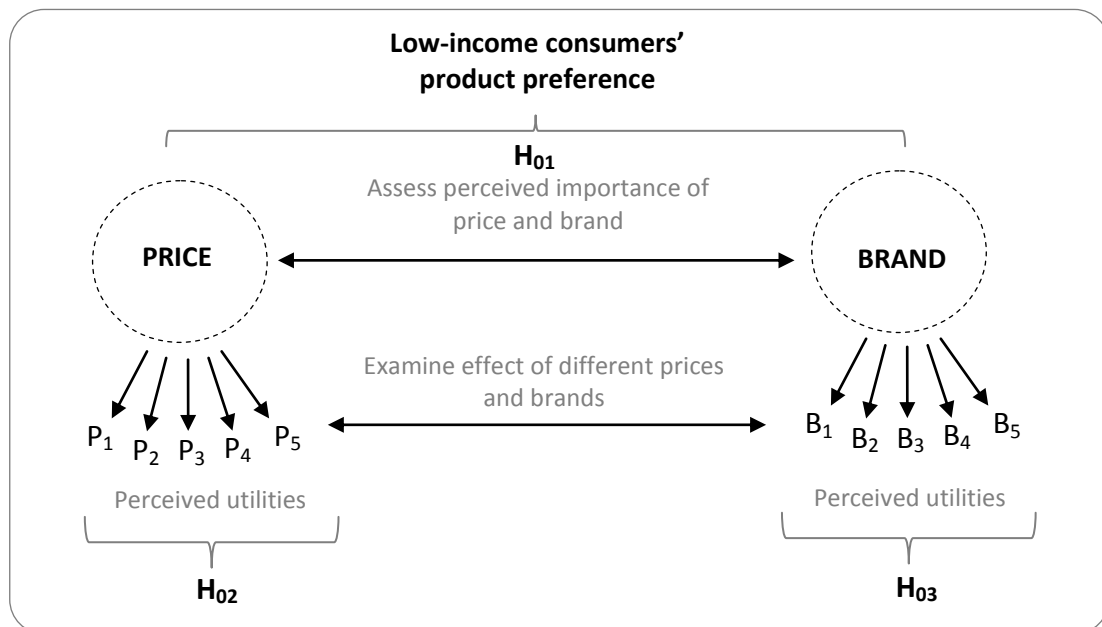 Low-income consumers’
product preference
H01
Assess perceived importance of
price and brand
PRICE
BRAND
Examine effect of different prices
and brands
P1 P2 P3 P4 P5
B1 B2 B3 B4 B5
Perceived utilities
Perceived utilities
H02
H03